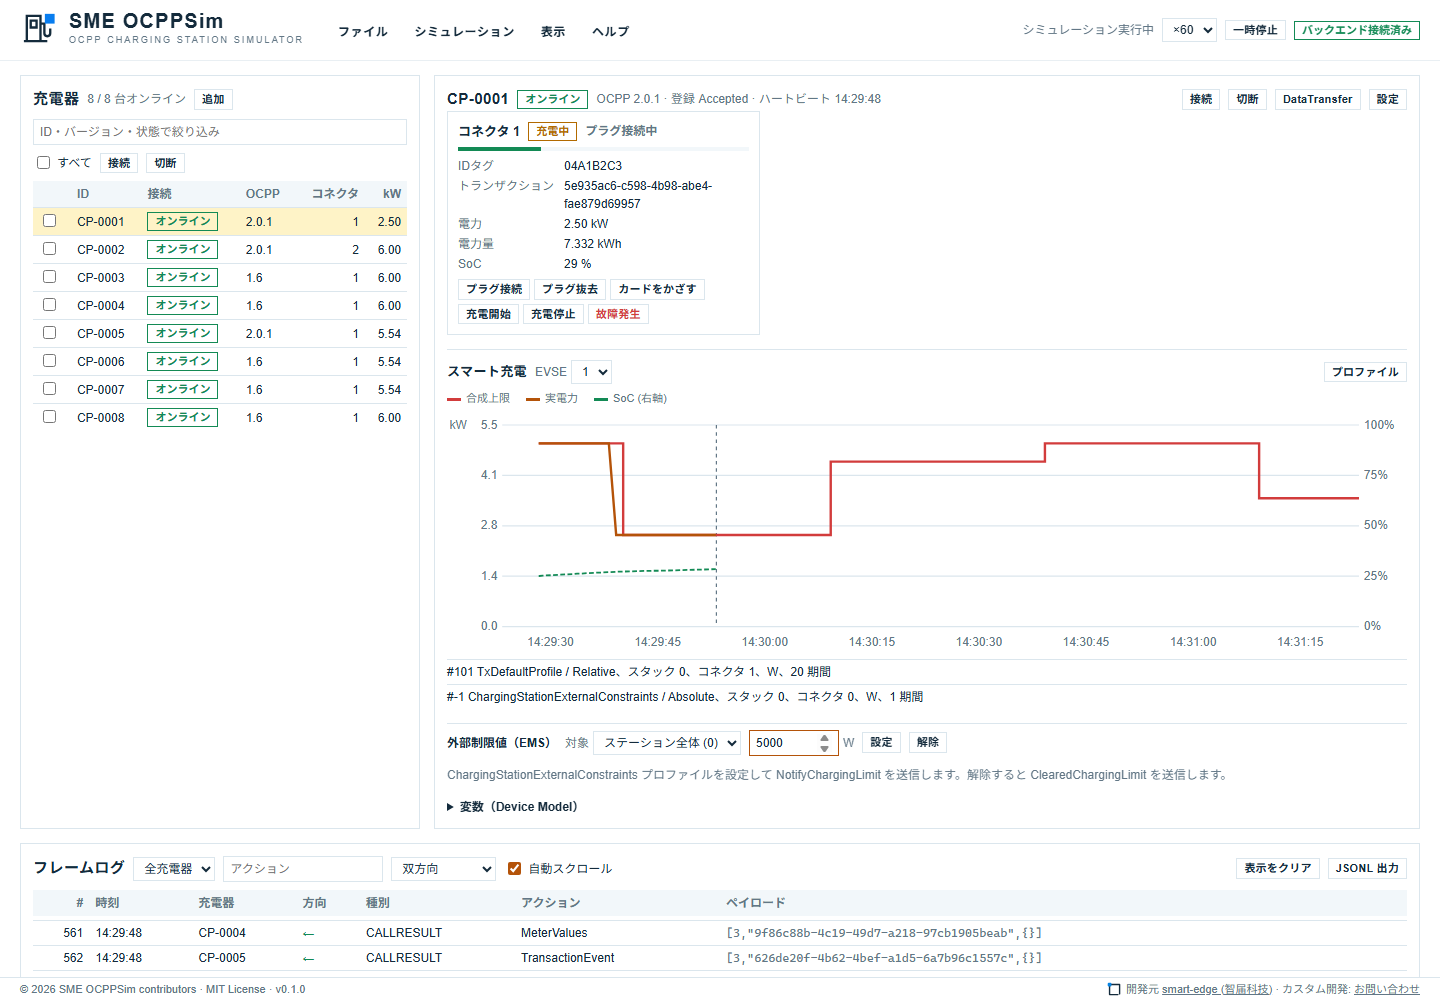 SME OCPPSim
OCPP CHARGING STATION SIMULATOR
ファイル シミュレーション 表示 ヘルプ
シミュレーション実行中 ×60 一時停止 バックエンド接続済み
充電器 8 / 8 台オンライン 追加
ID・バージョン・状態で絞り込み
すべて 接続 切断
ID 接続 OCPP コネクタ kW
CP-0001 オンライン 2.0.1 1 2.50
CP-0002 オンライン 2.0.1 2 6.00
CP-0003 オンライン 1.6 1 6.00
CP-0004 オンライン 1.6 1 6.00
CP-0005 オンライン 2.0.1 1 5.54
CP-0006 オンライン 1.6 1 5.54
CP-0007 オンライン 1.6 1 5.54
CP-0008 オンライン 1.6 1 6.00
CP-0001 オンライン OCPP 2.0.1 · 登録 Accepted · ハートビート 14:29:48
接続 切断 DataTransfer 設定
コネクタ 1 充電中 プラグ接続中
IDタグ 04A1B2C3
トランザクション 5e935ac6-c598-4b98-abe4-
fae879d69957
電力 2.50 kW
電力量 7.332 kWh
SoC 29 %
プラグ接続 プラグ抜去 カードをかざす
充電開始 充電停止 故障発生
スマート充電 EVSE 1 プロファイル
合成上限 実電力 SoC (右軸)
kW 5.5 100%
4.1 75%
2.8 50%
1.4 25%
0.0 0%
14:29:30 14:29:45 14:30:00 14:30:15 14:30:30 14:30:45 14:31:00 14:31:15
#101 TxDefaultProfile / Relative、スタック 0、コネクタ 1、W、20 期間
#-1 ChargingStationExternalConstraints / Absolute、スタック 0、コネクタ 0、W、1 期間
外部制限値（EMS） 対象 ステーション全体 (0) 5000 W 設定 解除
ChargingStationExternalConstraints プロファイルを設定して NotifyChargingLimit を送信します。解除すると ClearedChargingLimit を送信します。
変数（Device Model）
フレームログ 全充電器 アクション 双方向 自動スクロール 表示をクリア JSONL 出力
# 時刻 充電器 方向 種別 アクション ペイロード
561 14:29:48 CP-0004 ← CALLRESULT MeterValues [3,"9f86c88b-4c19-49d7-a218-97cb1905beab",{}]
562 14:29:48 CP-0005 ← CALLRESULT TransactionEvent [3,"626de20f-4b62-4bef-a1d5-6a7b96c1557c",{}]
© 2026 SME OCPPSim contributors · MIT License · v0.1.0
開発元 smart-edge (智届科技) · カスタム開発: お問い合わせ